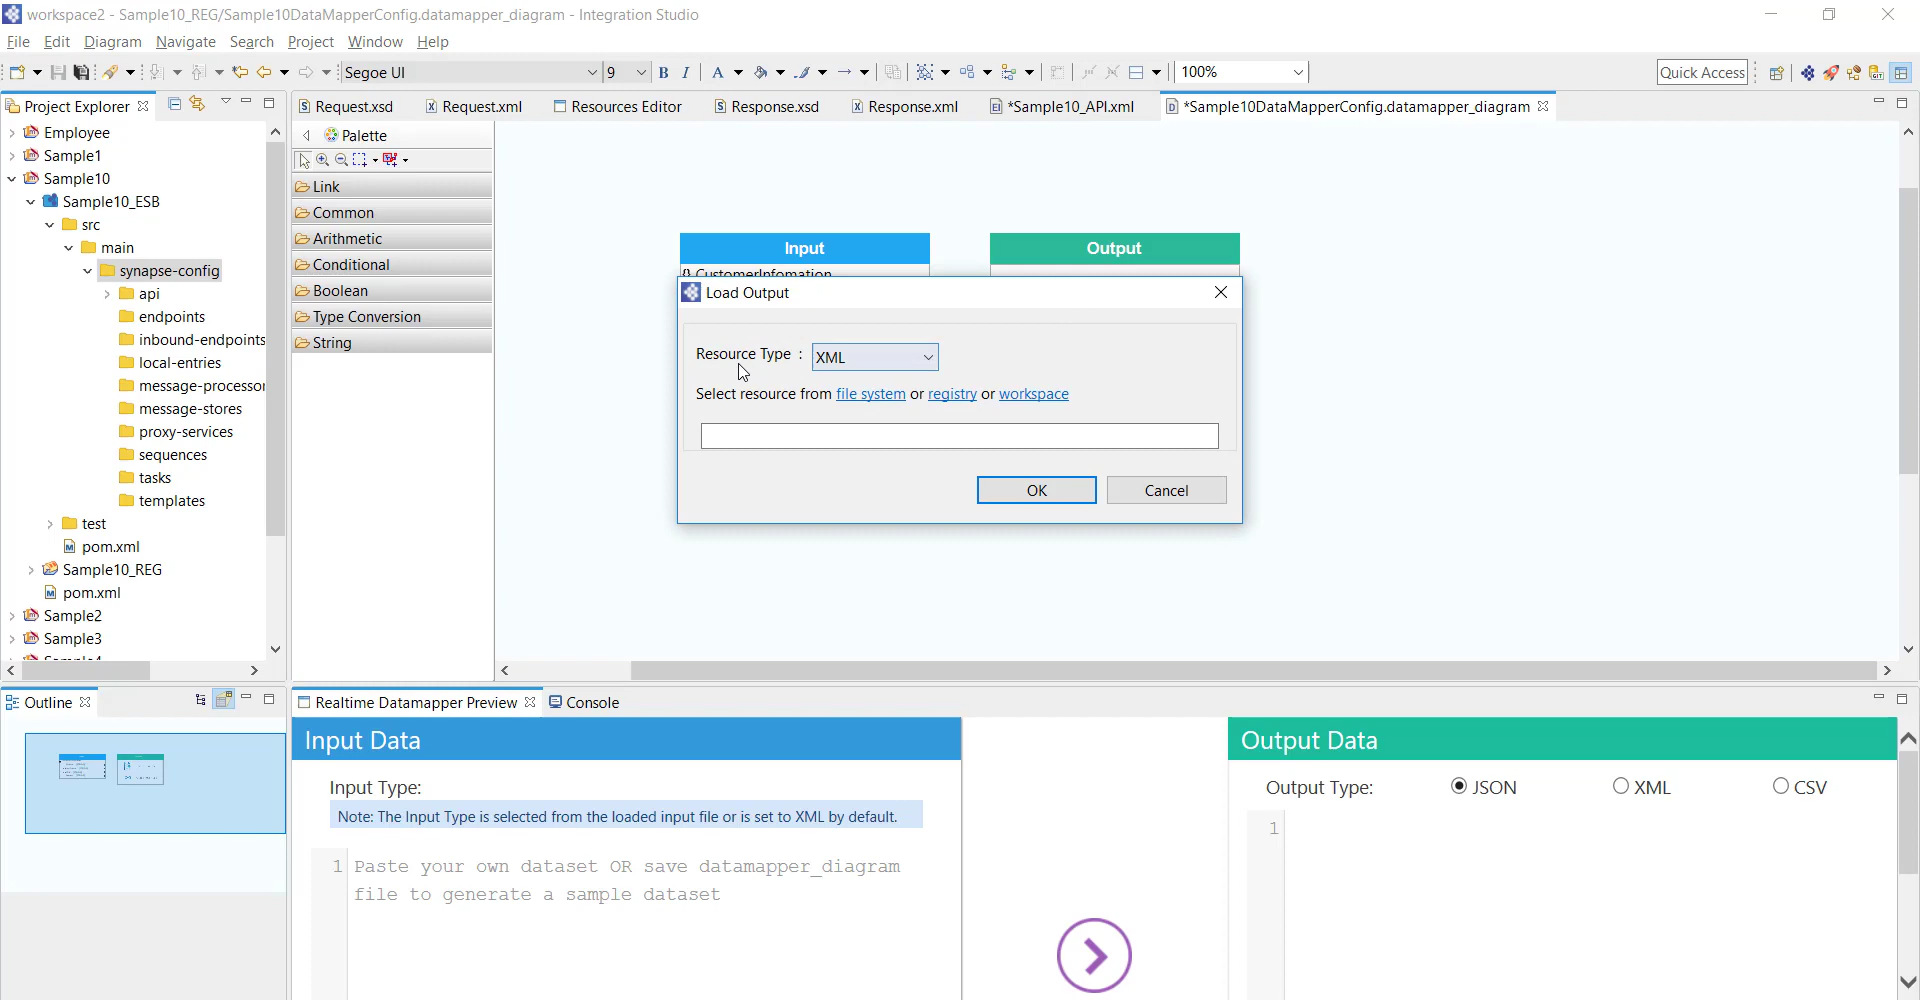 workspace2 - Sample10_REG/Sample10DataMapperConfig.datamapper_diagram - Integration Studio
File Edit Diagram Navigate Search Project Window Help
Segoe UI 9 B I A 100% Quick Access
Project Explorer
Request.xsd Request.xml Resources Editor Response.xsd Response.xml *Sample10_API.xml *Sample10DataMapperConfig.datamapper_diagram
Employee
Sample1
Sample10
Sample10_ESB
src
main
synapse-config
api
endpoints
inbound-endpoints
local-entries
message-processor
message-stores
proxy-services
sequences
tasks
templates
test
pom.xml
Sample10_REG
pom.xml
Sample2
Sample3
Palette
Link
Common
Arithmetic
Conditional
Boolean
Type Conversion
String
Input
{} CustomerInfomation
Output
Load Output
Resource Type : XML
Select resource from file system or registry or workspace
OK Cancel
Outline
Realtime Datamapper Preview Console
Input Data
Input Type:
Note: The Input Type is selected from the loaded input file or is set to XML by default.
1 Paste your own dataset OR save datamapper_diagram
file to generate a sample dataset
Output Data
Output Type: JSON XML CSV
1